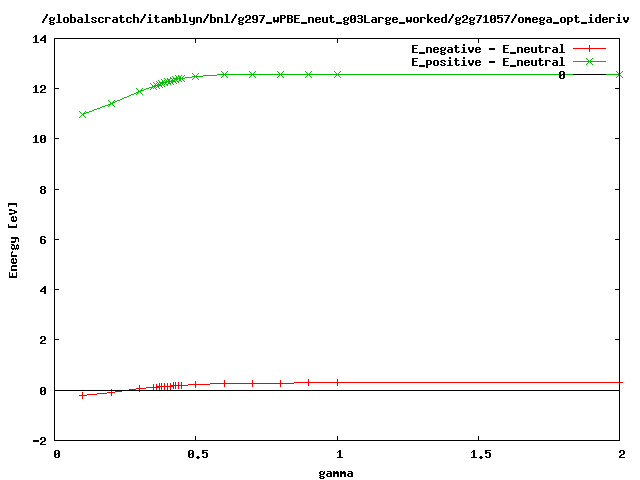 /globalscratch/itamblyn/bnl/g297_wPBE_neut_g03Large_worked/g2g71057/omega_opt_ideriv
E_negative - E_neutral
E_positive - E_neutral
0
14
12
10
8
6
4
2
0
-2
Energy [eV]
0 0.5 1 1.5 2
gamma